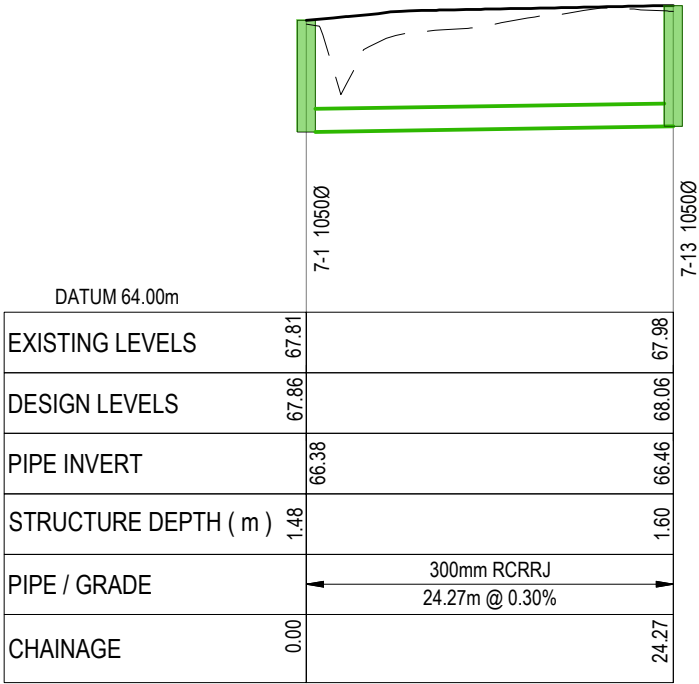 7-1 1050Ø
7-13 1050Ø
DATUM 64.00m
EXISTING LEVELS 67.81 67.98
DESIGN LEVELS 67.86 68.06
PIPE INVERT 66.38 66.46
STRUCTURE DEPTH ( m ) 1.48 1.60
PIPE / GRADE 300mm RCRRJ
24.27m @ 0.30%
CHAINAGE 0.00 24.27